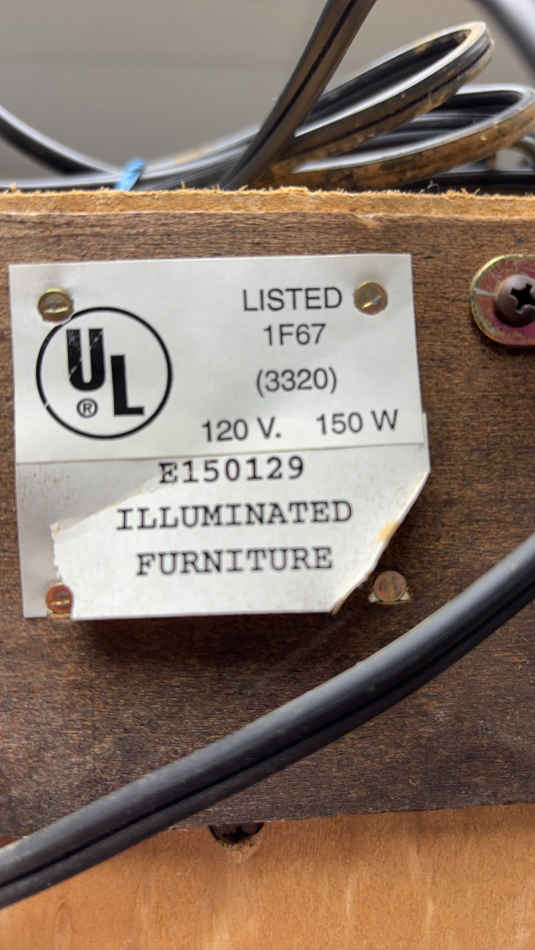 UL
®
LISTED
1F67
(3320)
120 V. 150 W
E150129
ILLUMINATED
FURNITURE